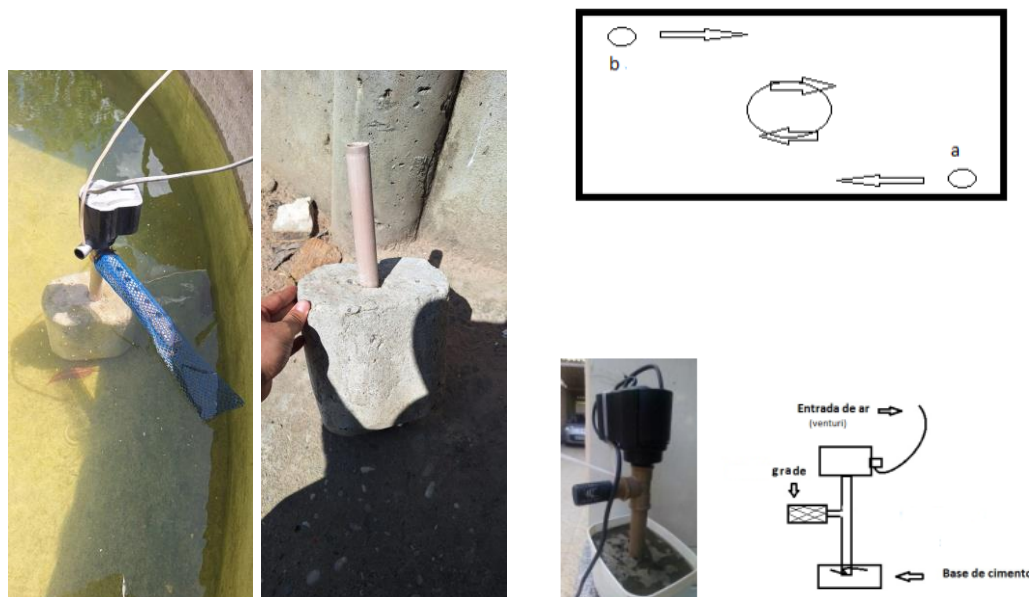 b
a
Entrada de ar
(venturi)
grade
Base de cimento